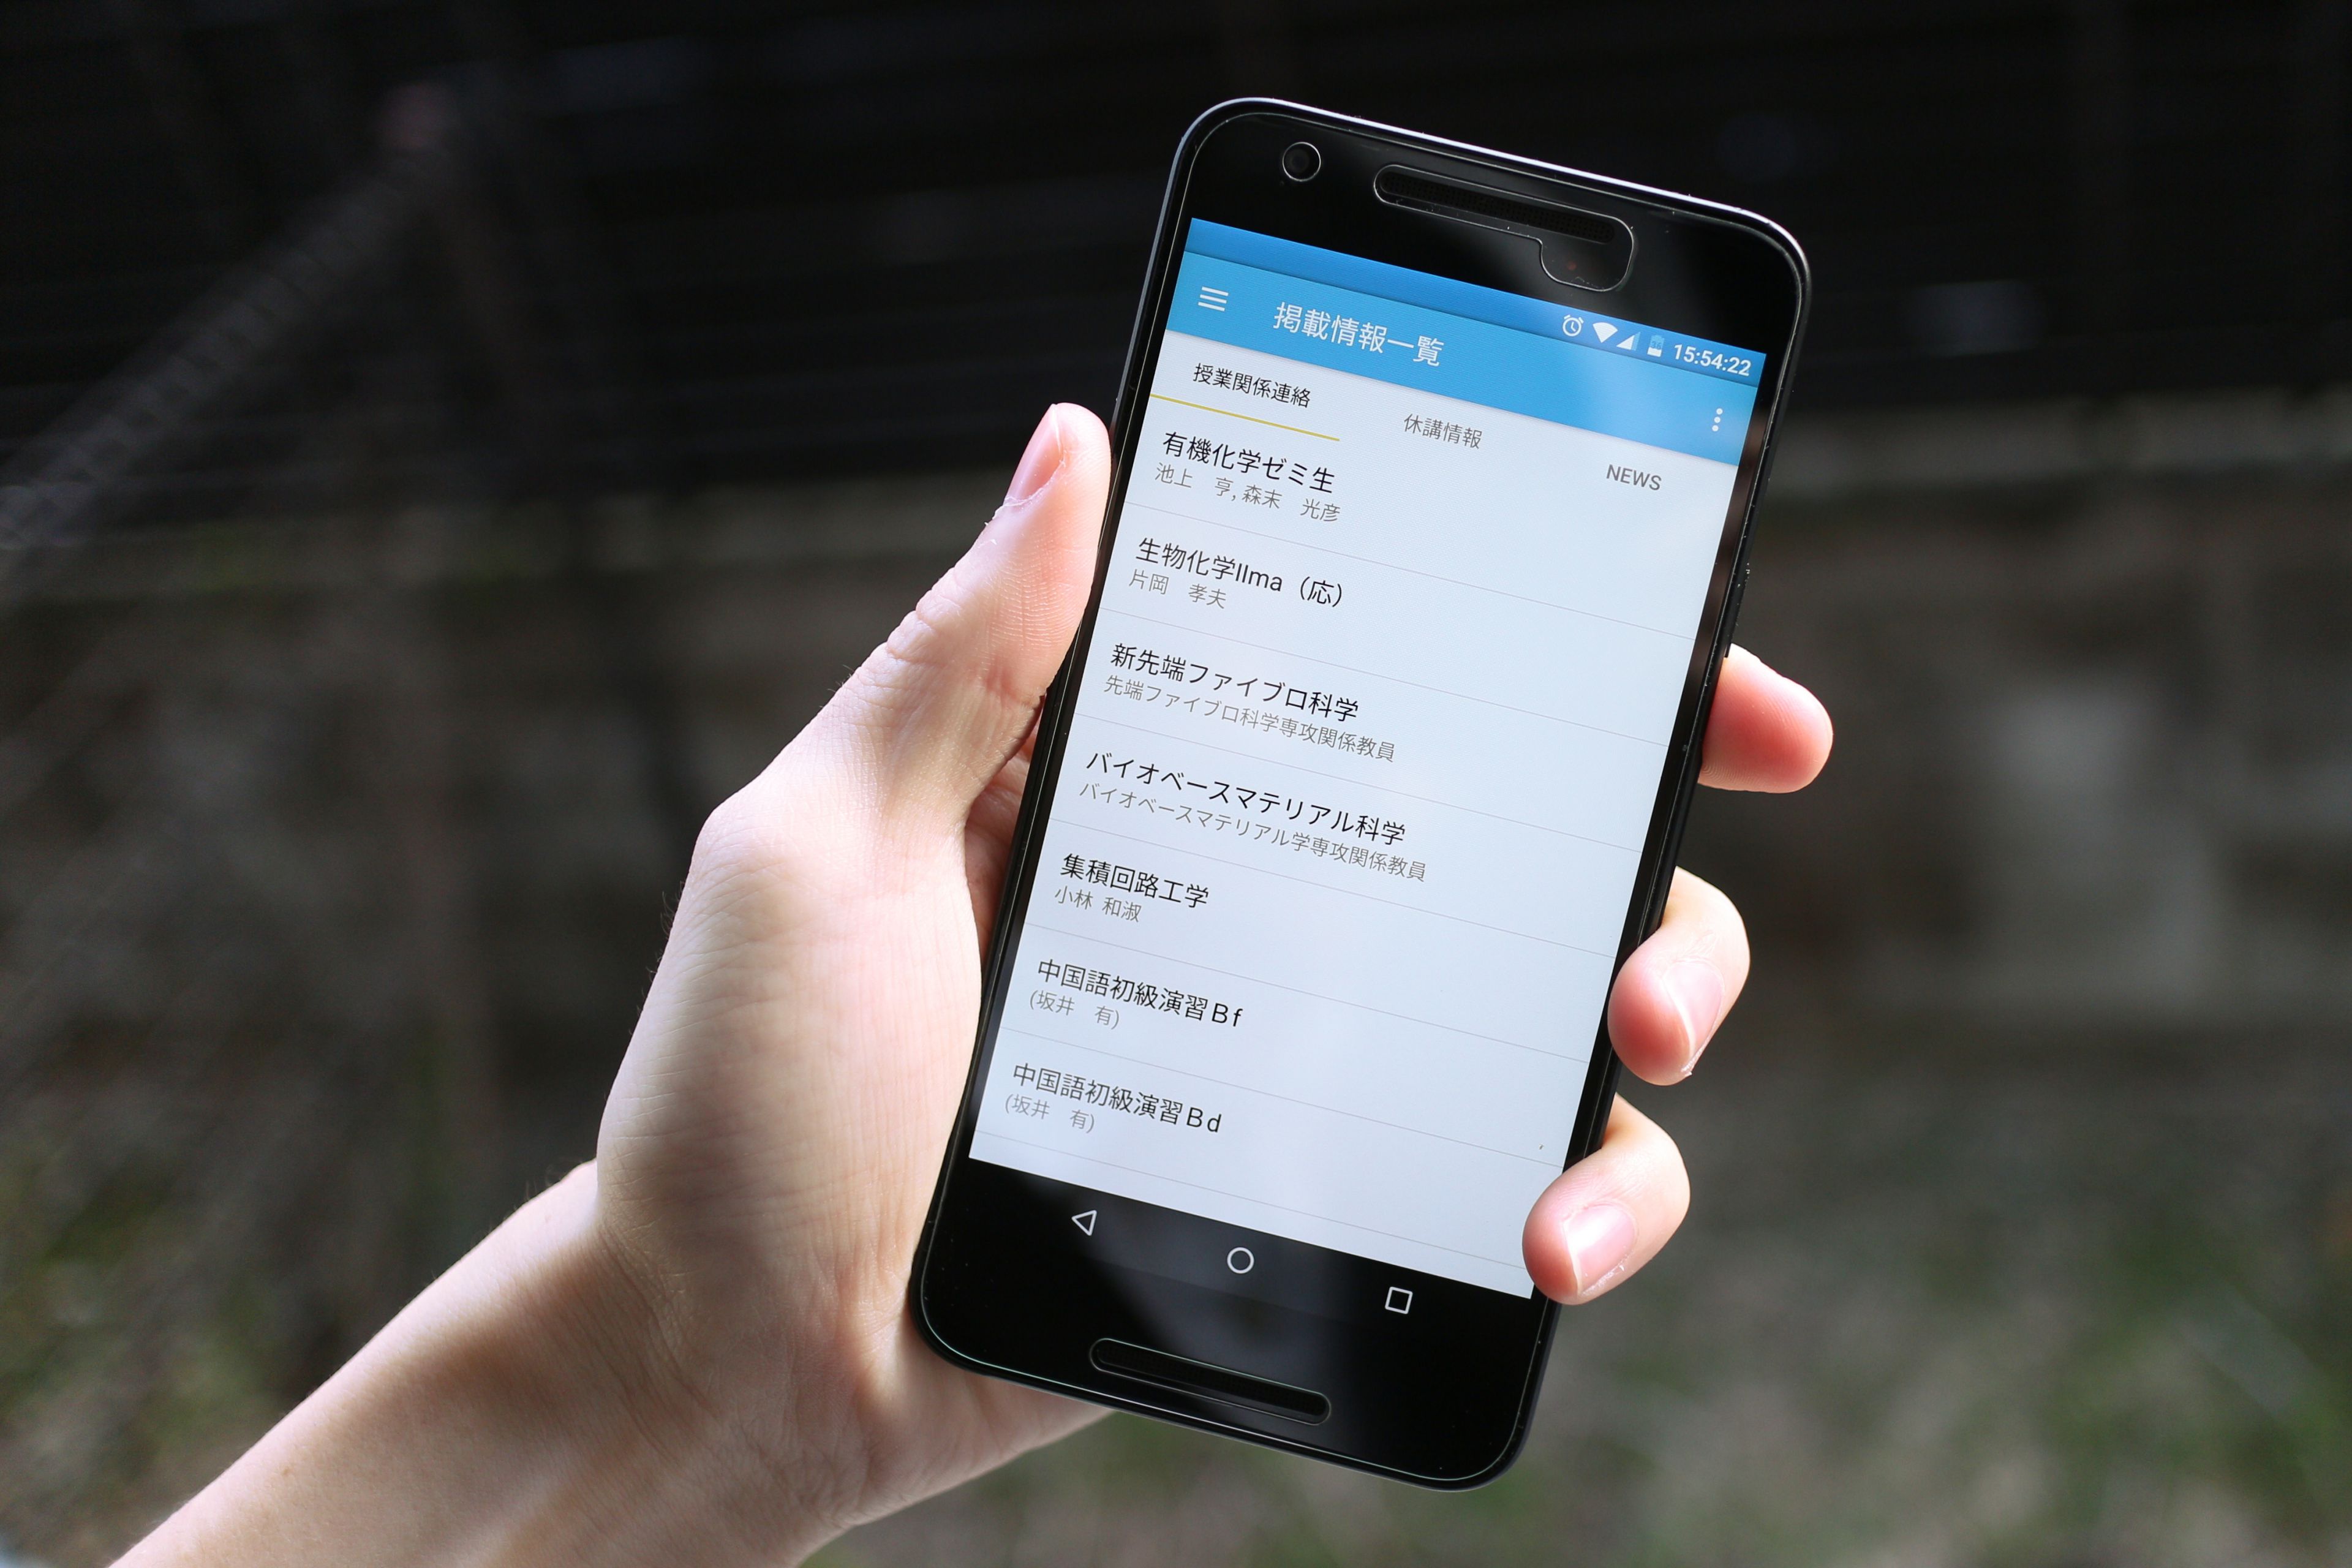 15:54:22
掲載情報一覧
授業関係連絡
休講情報
NEWS
有機化学ゼミ生
池上　亨, 森末　光彦
生物化学IIma（応）
片岡　孝夫
新先端ファイブロ科学
先端ファイブロ科学専攻関係教員
バイオベースマテリアル科学
バイオベースマテリアル学専攻関係教員
集積回路工学
小林 和淑
中国語初級演習Ｂf
(坂井　有)
中国語初級演習Ｂd
(坂井　有)